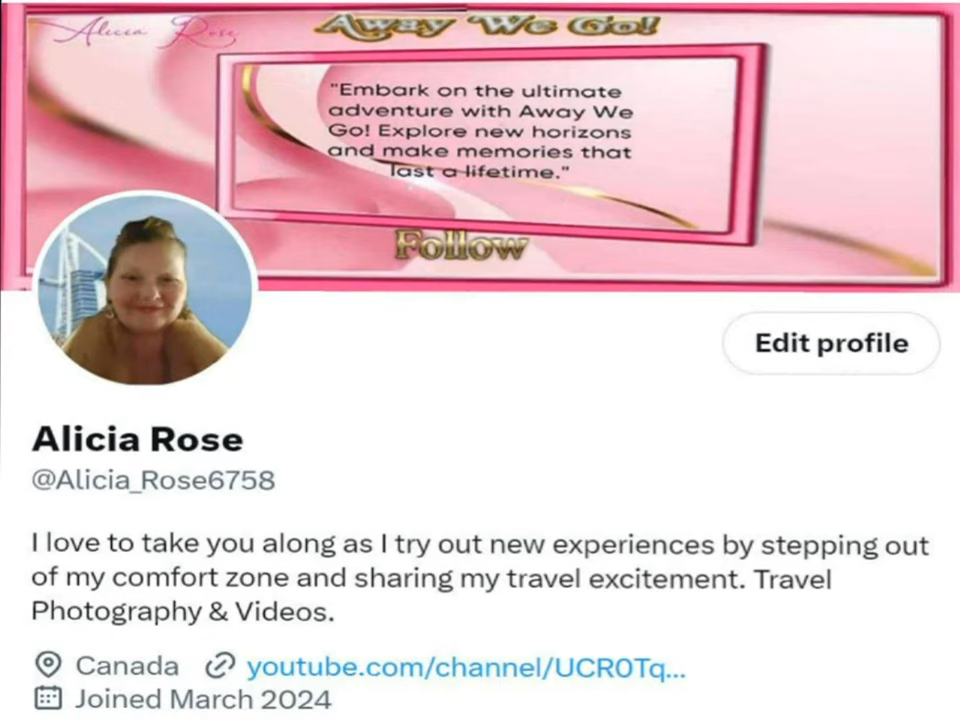 Alicia Rose
Away We Go!
"Embark on the ultimate
adventure with Away We
Go! Explore new horizons
and make memories that
last a lifetime."
Follow
Edit profile
Alicia Rose
@Alicia_Rose6758
I love to take you along as I try out new experiences by stepping out
of my comfort zone and sharing my travel excitement. Travel
Photography & Videos.
Canada youtube.com/channel/UCR0Tq...
Joined March 2024